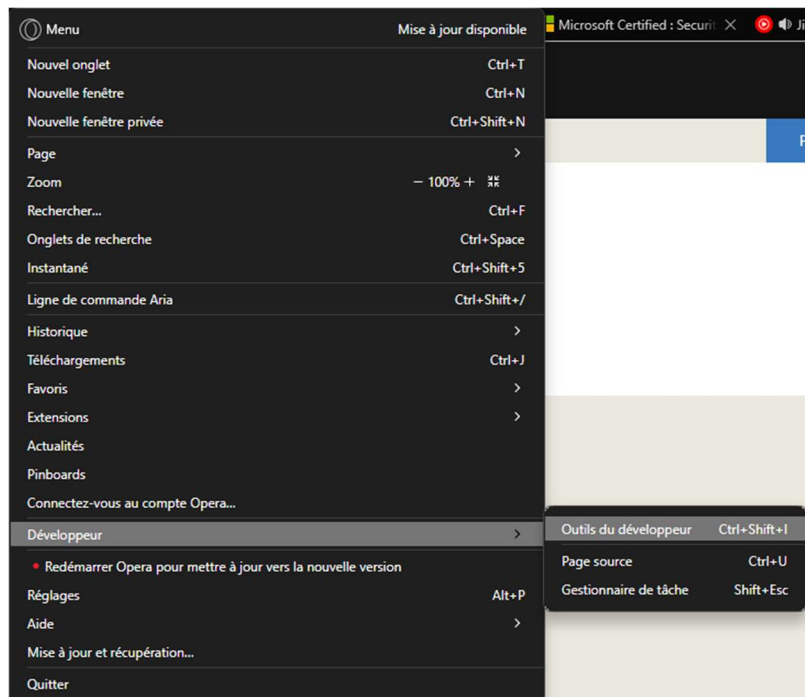 Menu Mise à jour disponible
Microsoft Certified : Securit
Nouvel onglet Ctrl+T
Nouvelle fenêtre Ctrl+N
Nouvelle fenêtre privée Ctrl+Shift+N
Page
Zoom − 100% +
Rechercher... Ctrl+F
Onglets de recherche Ctrl+Space
Instantané Ctrl+Shift+5
Ligne de commande Aria Ctrl+Shift+/
Historique
Téléchargements Ctrl+J
Favoris
Extensions
Actualités
Pinboards
Connectez-vous au compte Opera...
Développeur
Outils du développeur Ctrl+Shift+I
Page source Ctrl+U
Gestionnaire de tâche Shift+Esc
Redémarrer Opera pour mettre à jour vers la nouvelle version
Réglages Alt+P
Aide
Mise à jour et récupération...
Quitter